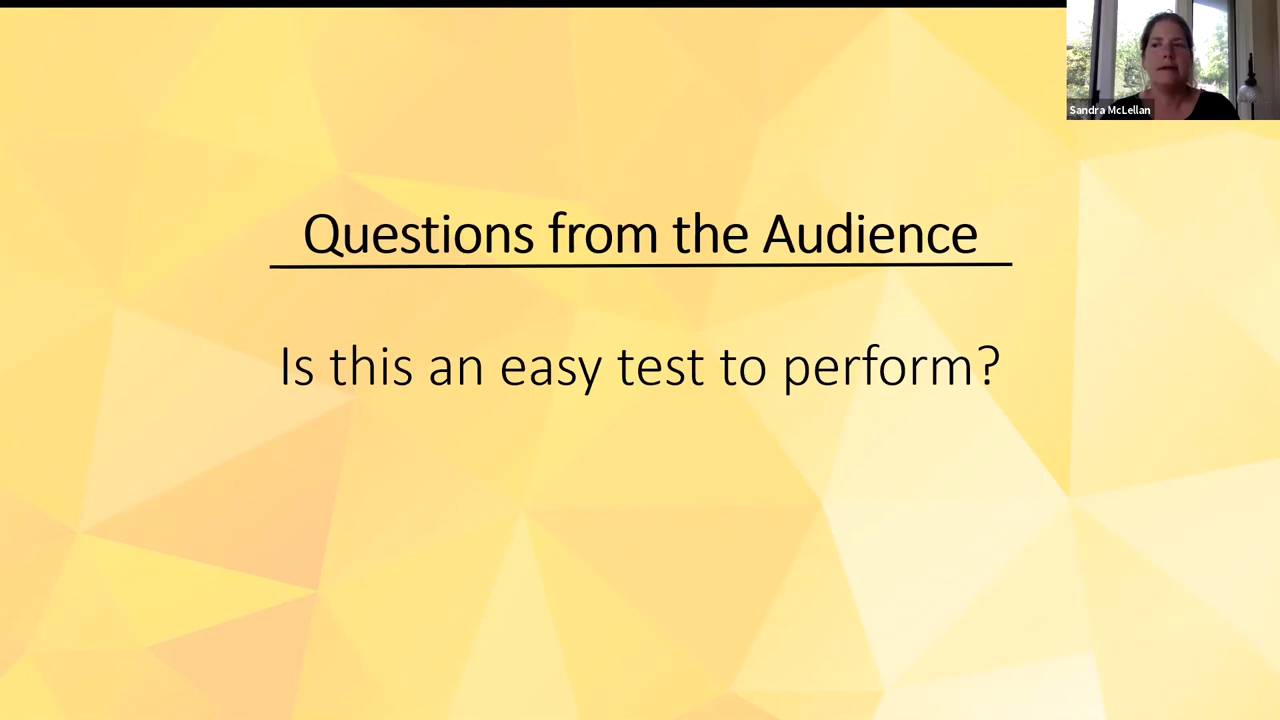 Sandra McLellan
Questions from the Audience
Is this an easy test to perform?